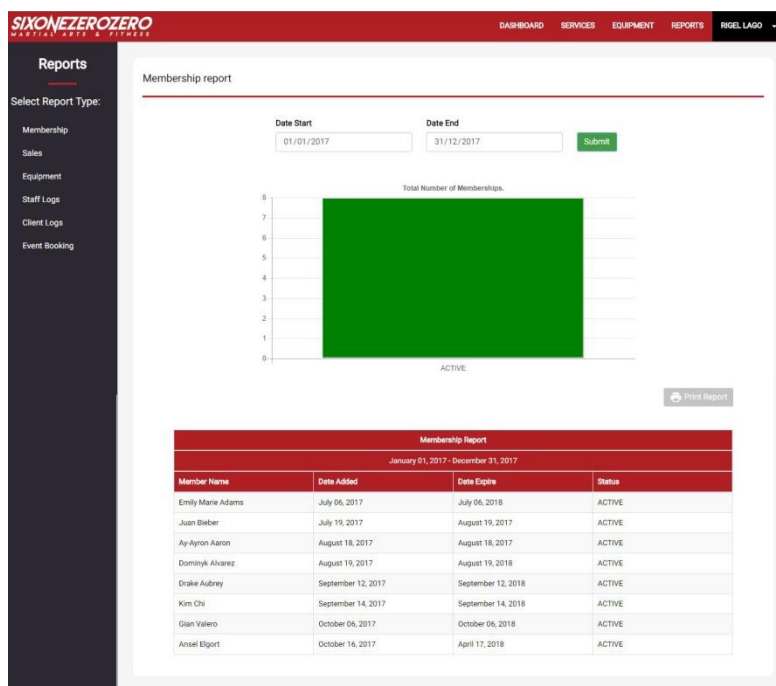 SIXONEZEROZERO
MARTIAL ARTS & FITNESS
DASHBOARD SERVICES EQUIPMENT REPORTS RIGEL LAGO
Reports
Select Report Type:
Membership
Sales
Equipment
Staff Logs
Client Logs
Event Booking
Membership report
Date Start Date End
01/01/2017 31/12/2017 Submit
Total Number of Memberships.
8
7
6
5
4
3
2
1
0
ACTIVE
Print Report
Membership Report
January 01, 2017 - December 31, 2017
Member Name Date Added Date Expire Status
Emily Marie Adams July 06, 2017 July 06, 2018 ACTIVE
Juan Bieber July 19, 2017 August 19, 2017 ACTIVE
Ay-Ayron Aaron August 18, 2017 August 18, 2017 ACTIVE
Dominyk Alvarez August 19, 2017 August 19, 2018 ACTIVE
Drake Aubrey September 12, 2017 September 12, 2018 ACTIVE
Kim Chi September 14, 2017 September 14, 2018 ACTIVE
Gian Valero October 06, 2017 October 06, 2018 ACTIVE
Ansel Elgort October 16, 2017 April 17, 2018 ACTIVE